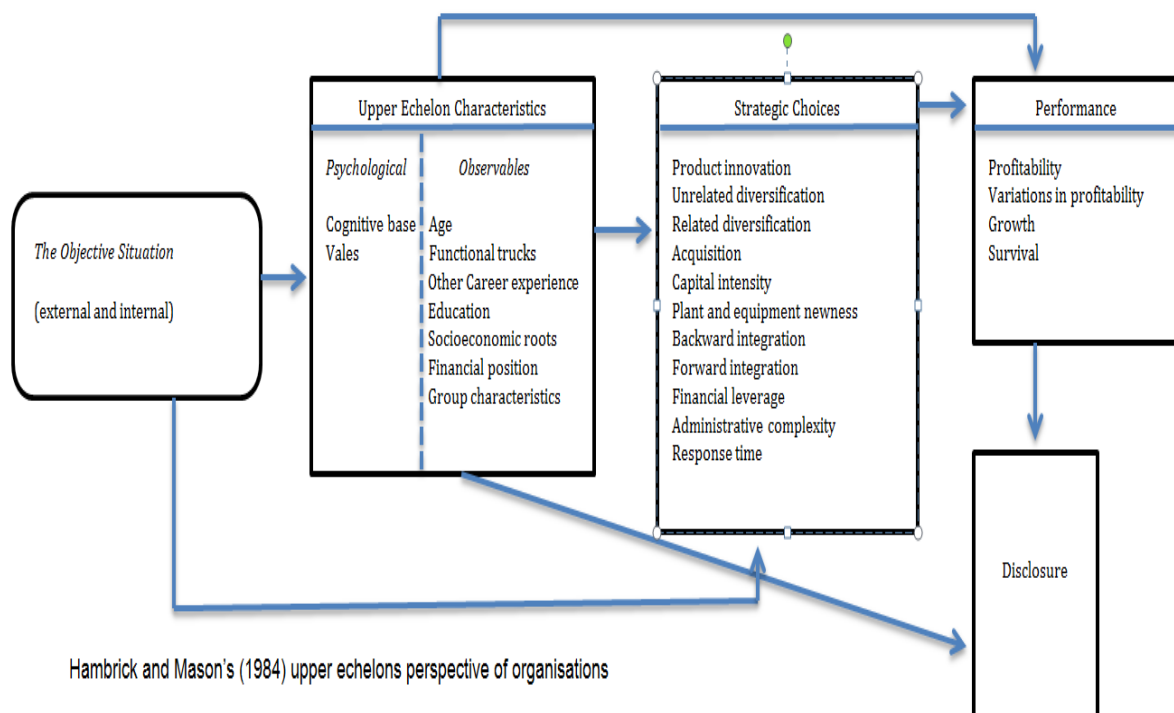 Upper Echelon Characteristics
Psychological
Observables
Cognitive base
Vales
Age
Functional trucks
Other Career experience
Education
Socioeconomic roots
Financial position
Group characteristics
The Objective Situation
(external and internal)
Strategic Choices
Product innovation
Unrelated diversification
Related diversification
Acquisition
Capital intensity
Plant and equipment newness
Backward integration
Forward integration
Financial leverage
Administrative complexity
Response time
Performance
Profitability
Variations in profitability
Growth
Survival
Disclosure
Hambrick and Mason's (1984) upper echelons perspective of organisations